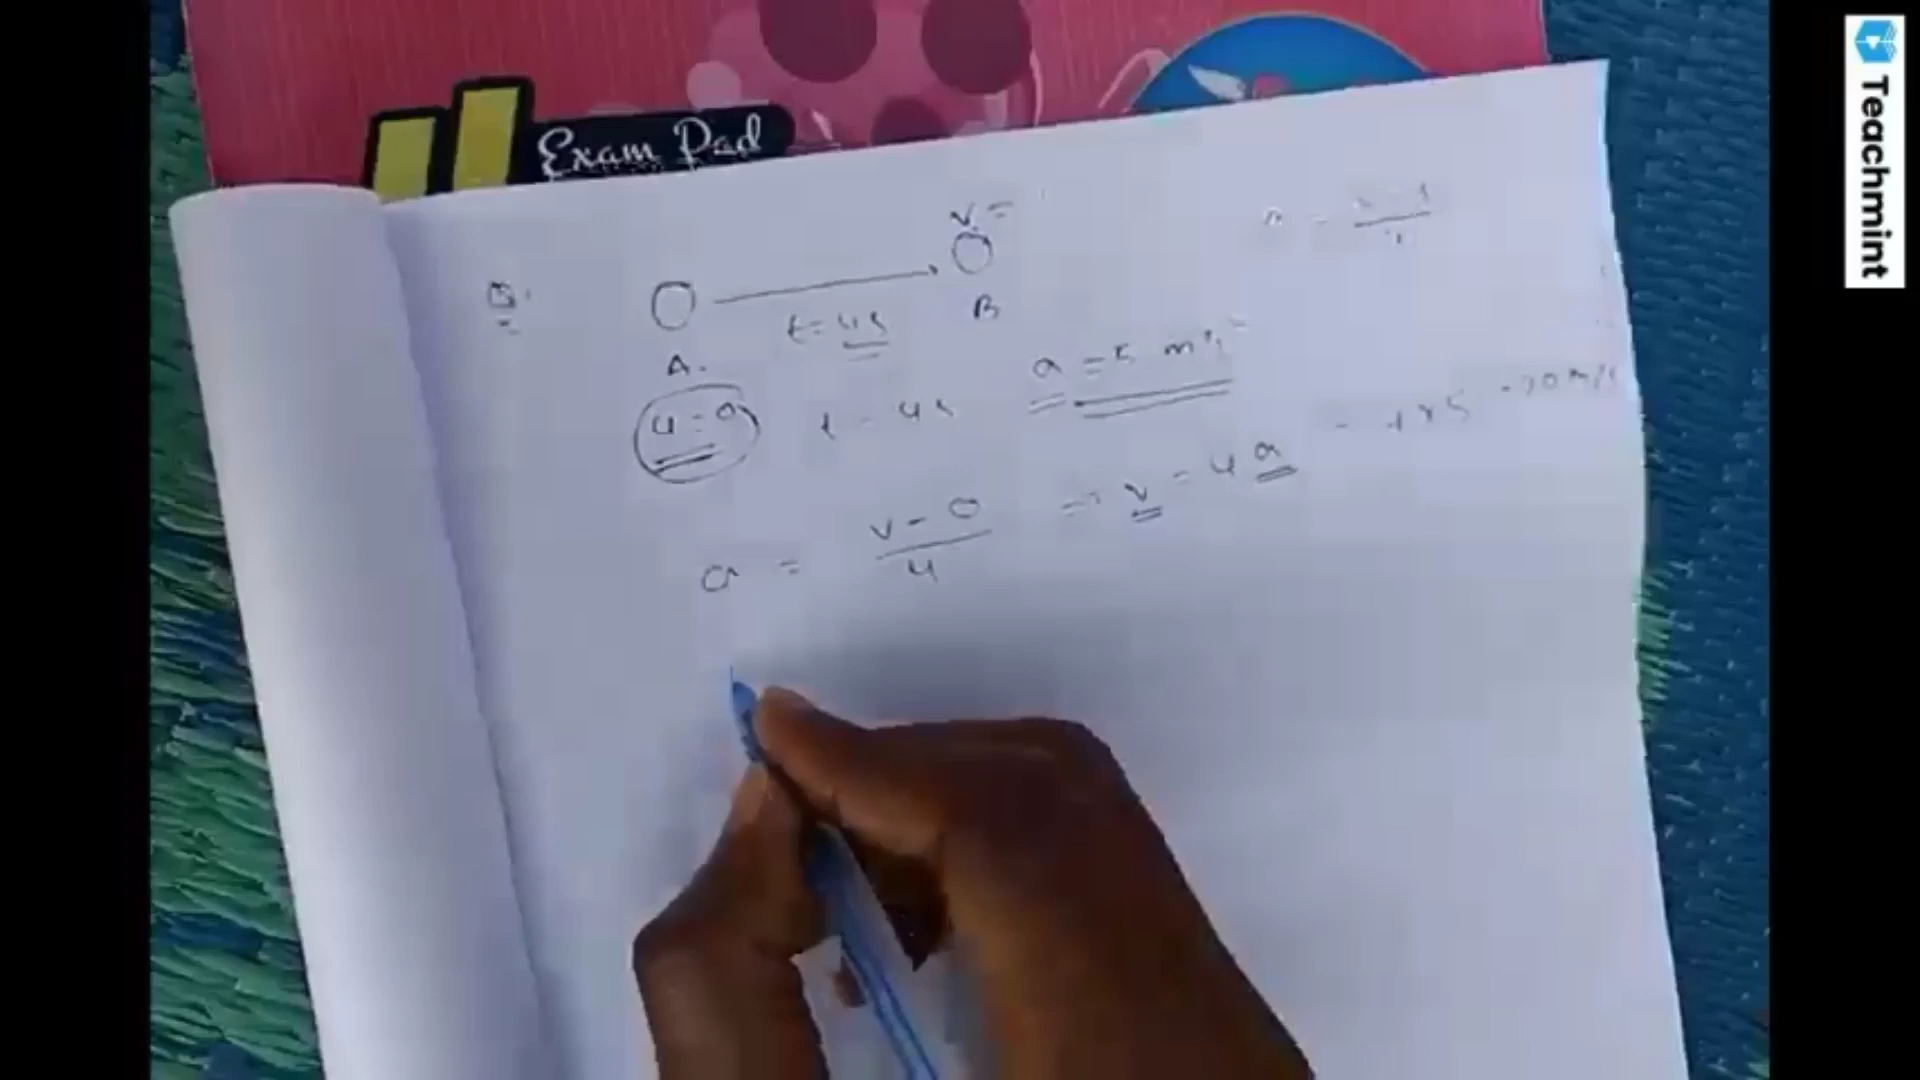 Exam Pad
Teachmint
v =
Q.
t = 4s
A.
B
u = 0
t = 4s
a = 5 m/s²
a = v - 0 / 4 => v = 4a = 4 x 5 = 20 m/s